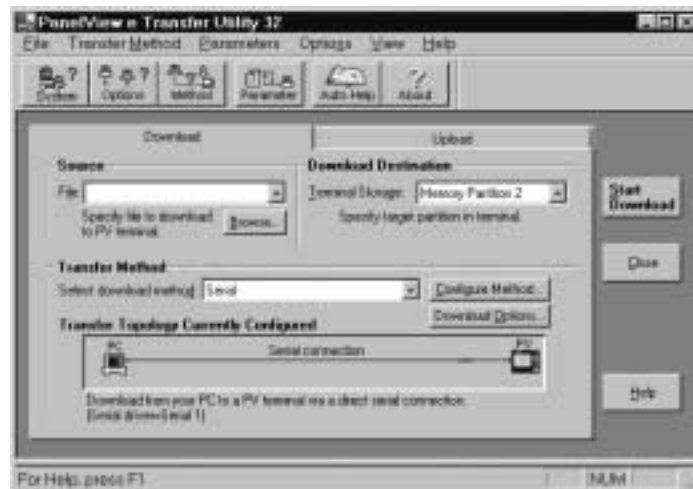 PanelView e Transfer Utility 32
File Transfer Method Parameters Options View Help
System Options Method Parameter Auto Help About
Download Upload
Source
File:
Specify file to download
to PV terminal.
Browse...
Download Destination
Terminal Storage: Memory Partition 2
Specify target partition in terminal.
Start
Download
Close
Transfer Method
Select download method: Serial
Configure Method...
Download Options...
Transfer Topology Currently Configured
PC Serial connection PV
Download from your PC to a PV terminal via a direct serial connection.
(Serial driver=Serial 1)
Help
For Help, press F1 NUM